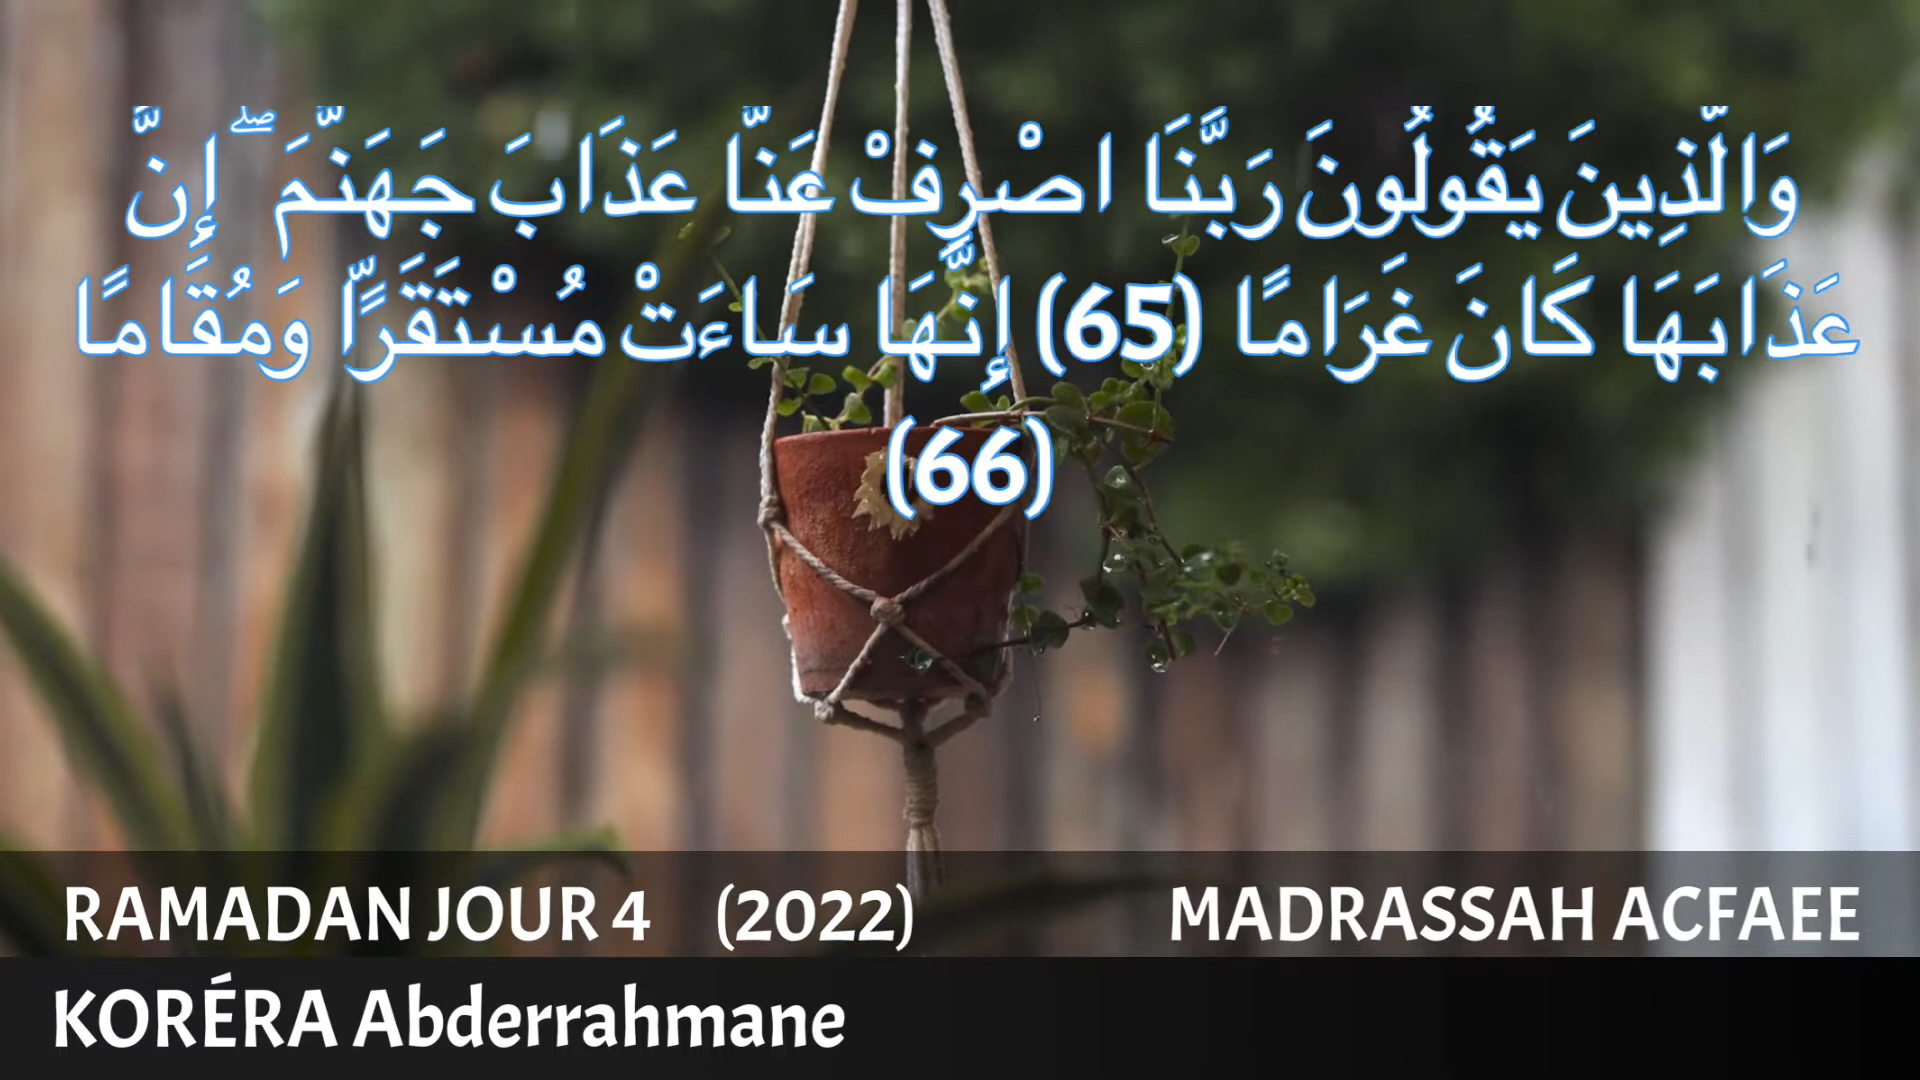 وَالَّذِينَ يَقُولُونَ رَبَّنَا اصْرِفْ عَنَّا عَذَابَ جَهَنَّمَ ۖ إِنَّ
عَذَابَهَا كَانَ غَرَامًا (65) إِنَّهَا سَاءَتْ مُسْتَقَرًّا وَمُقَامًا
(66)
RAMADAN JOUR 4 (2022) MADRASSAH ACFAEE
KORÉRA Abderrahmane